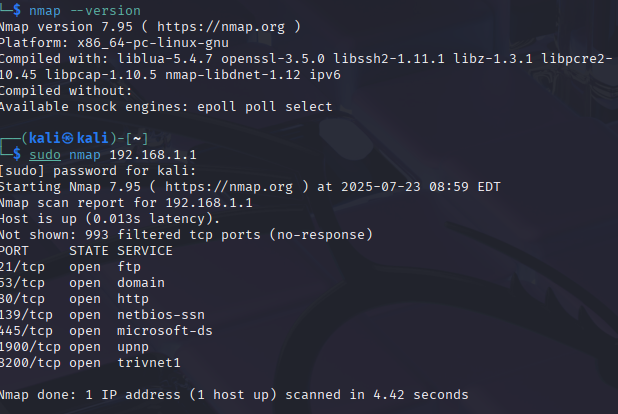 └─$ nmap --version
Nmap version 7.95 ( https://nmap.org )
Platform: x86_64-pc-linux-gnu
Compiled with: liblua-5.4.7 openssl-3.5.0 libssh2-1.11.1 libz-1.3.1 libpcre2-
10.45 libpcap-1.10.5 nmap-libdnet-1.12 ipv6
Compiled without:
Available nsock engines: epoll poll select
┌──(kali㉿kali)-[~]
└─$ sudo nmap 192.168.1.1
[sudo] password for kali:
Starting Nmap 7.95 ( https://nmap.org ) at 2025-07-23 08:59 EDT
Nmap scan report for 192.168.1.1
Host is up (0.013s latency).
Not shown: 993 filtered tcp ports (no-response)
PORT STATE SERVICE
21/tcp open ftp
53/tcp open domain
80/tcp open http
139/tcp open netbios-ssn
445/tcp open microsoft-ds
1900/tcp open upnp
8200/tcp open trivnet1
Nmap done: 1 IP address (1 host up) scanned in 4.42 seconds